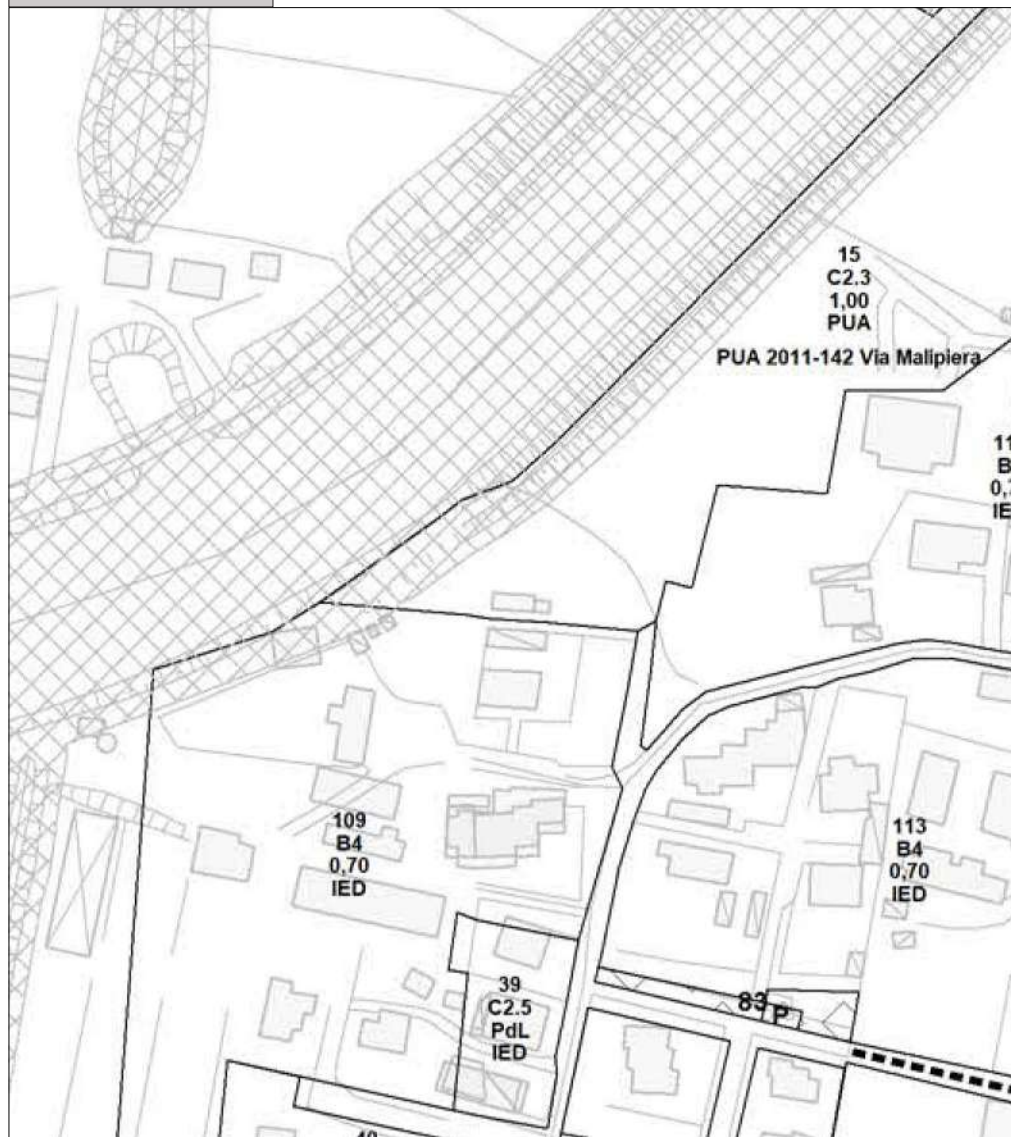 15
C2.3
1,00
PUA
PUA 2011-142 Via Malipiera
109
B4
0,70
IED
113
B4
0,70
IED
39
C2.5
PdL
IED
83
P